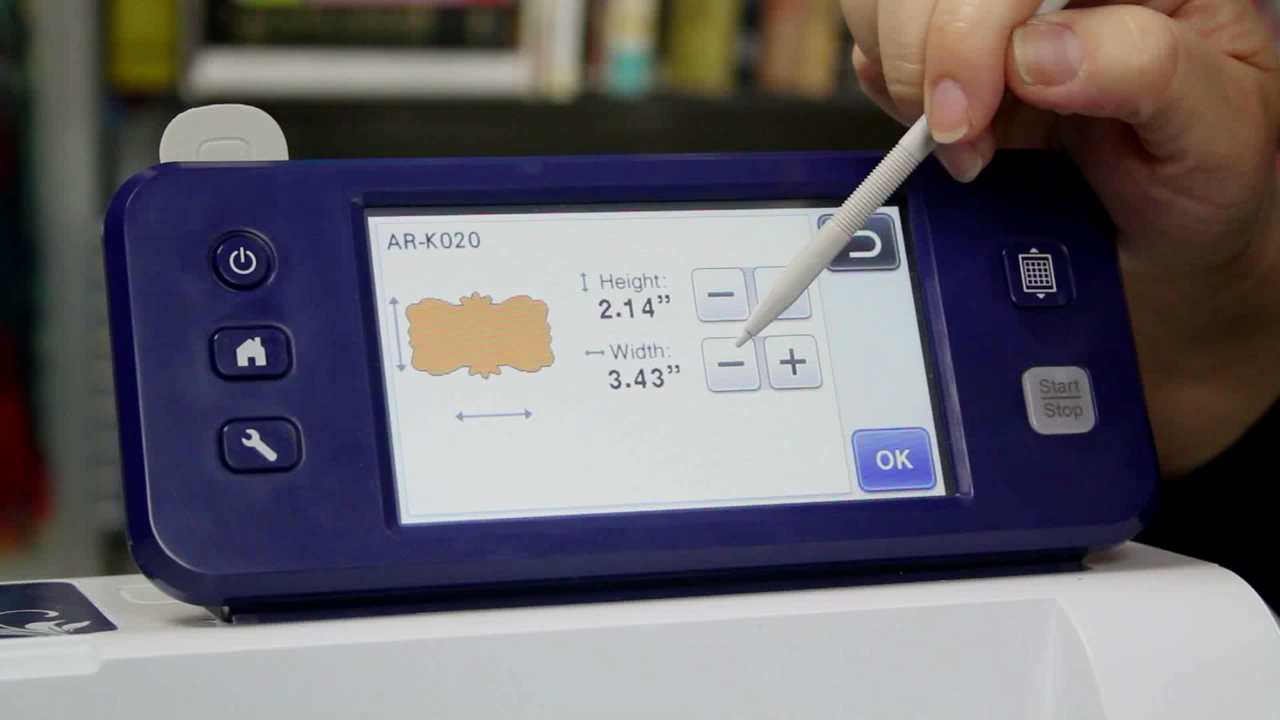 AR-K020
Height:
2.14”
Width:
3.43”
OK
Start
Stop